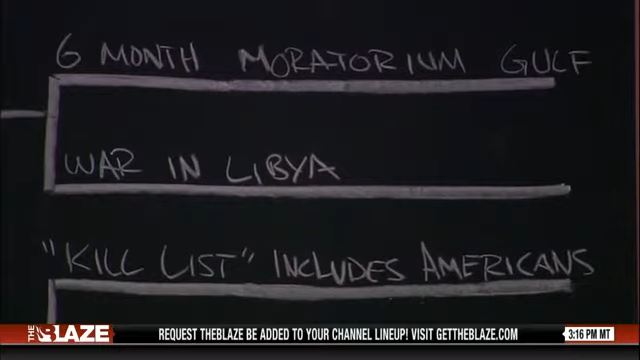 6 MONTH MORATORIUM GULF
WAR IN LIBYA
"KILL LIST" INCLUDES AMERICANS
THE BLAZE REQUEST THEBLAZE BE ADDED TO YOUR CHANNEL LINEUP! VISIT GETTHEBLAZE.COM 3:16 PM MT